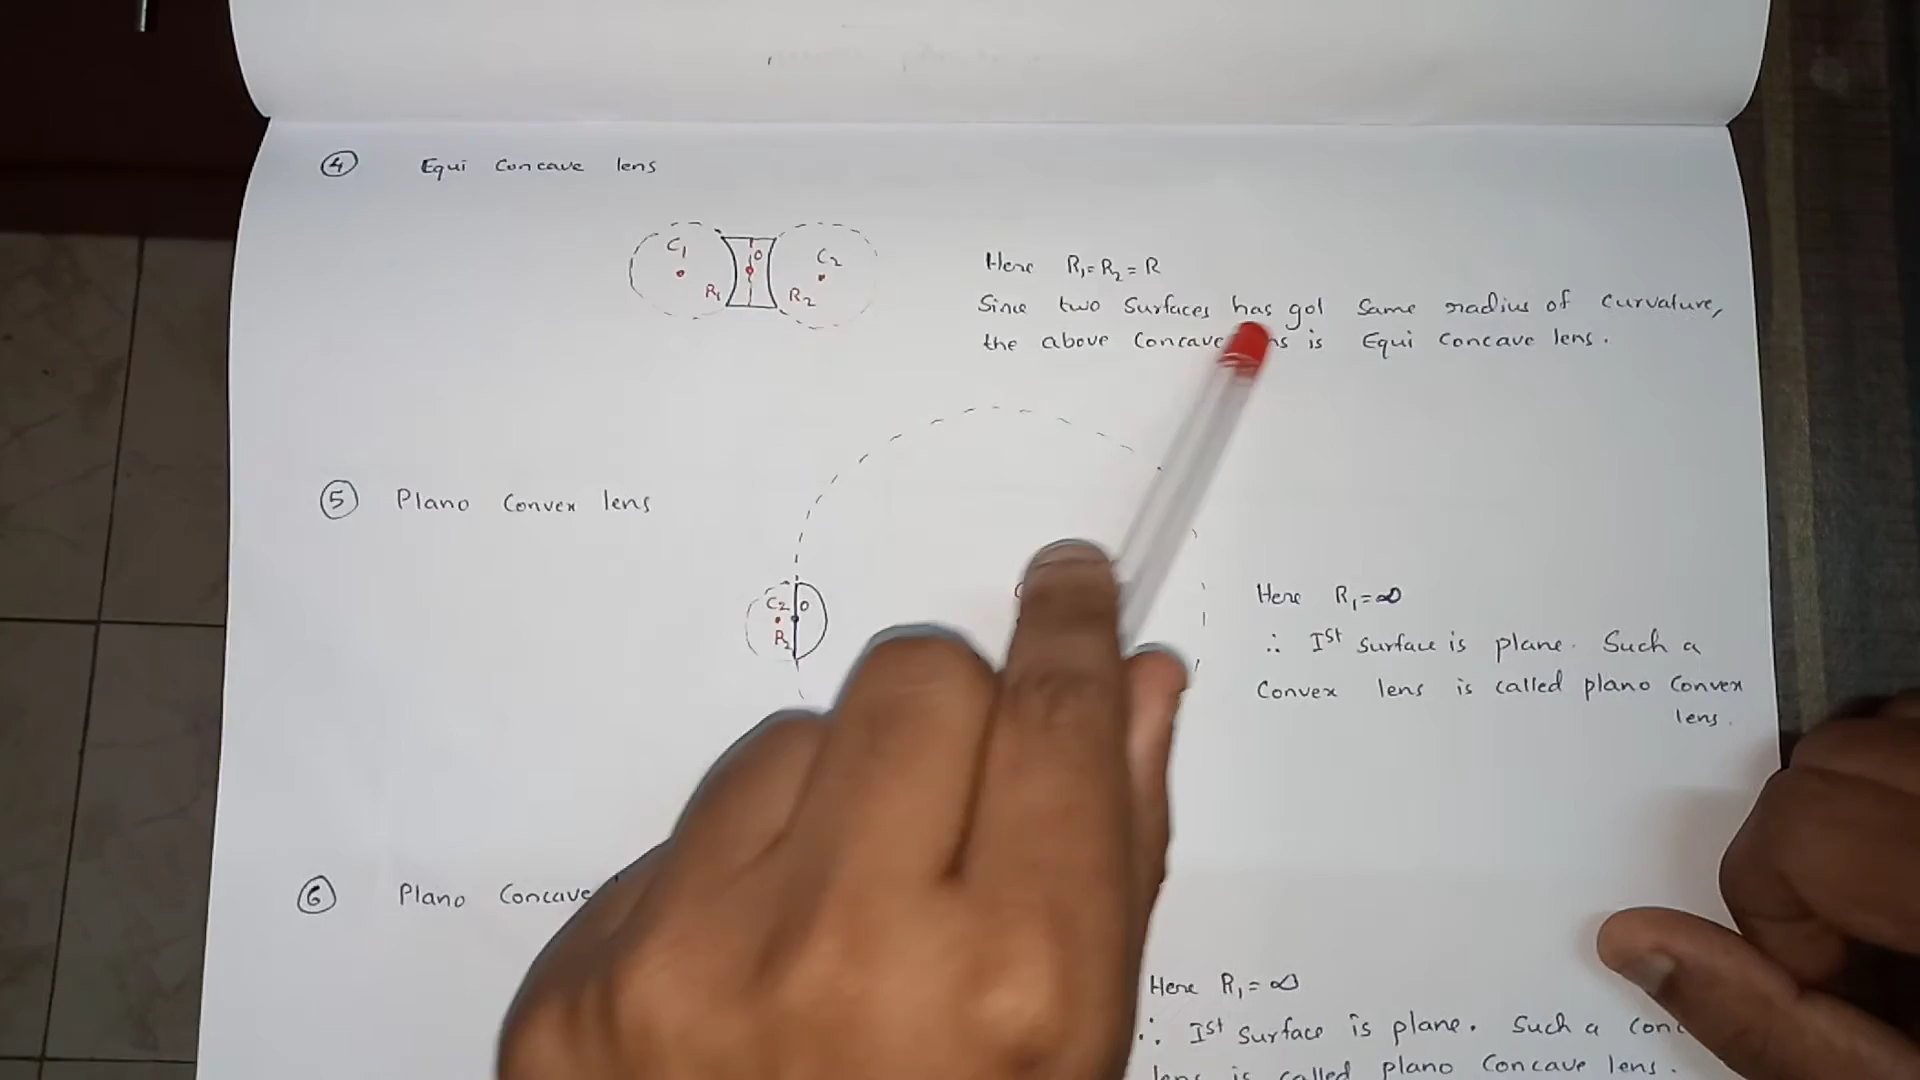 ④ Equi Concave lens
C₁ O C₂
R₁ R₂
Here R₁=R₂=R
Since two surfaces has got same radius of curvature,
the above Concave is Equi Concave lens.
⑤ Plano Convex lens
C₂ O
R₂
Here R₁=∞
∴ Iˢᵗ surface is plane. Such a
Convex lens is called plano convex
lens.
⑥ Plano Concave
Here R₁=∞
∴ Iˢᵗ surface is plane. Such a
lens is called plano Concave lens.